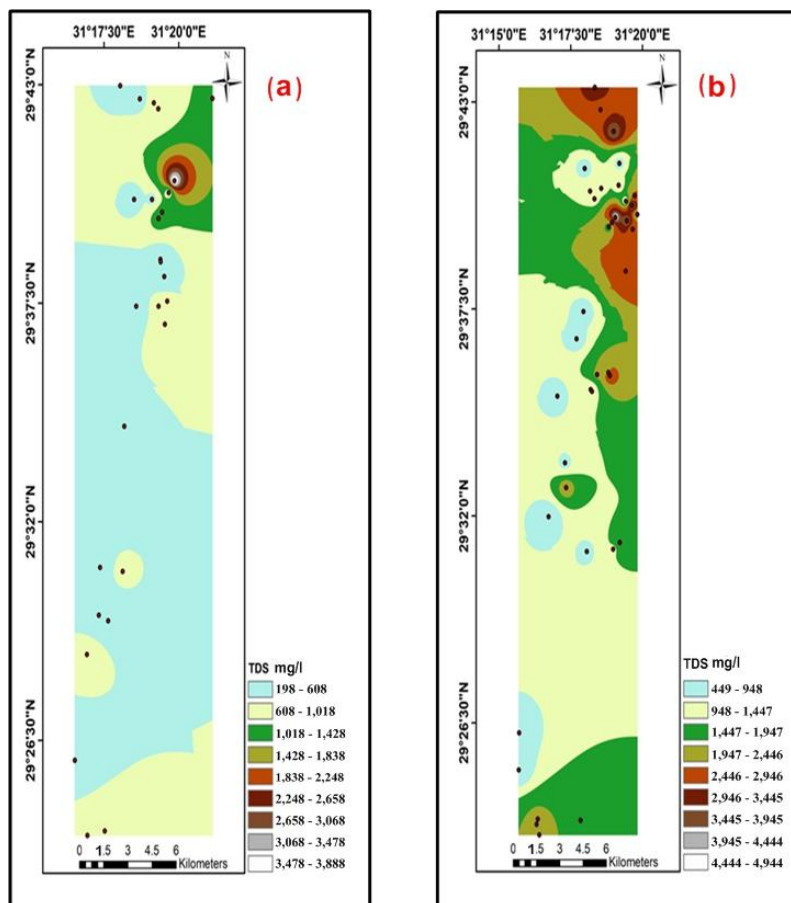 31°17'30"E 31°20'0"E
N
(a)
29°43'0"N
29°37'30"N
29°32'0"N
29°26'30"N
TDS mg/l
198 - 608
608 - 1,018
1,018 - 1,428
1,428 - 1,838
1,838 - 2,248
2,248 - 2,658
2,658 - 3,068
3,068 - 3,478
3,478 - 3,888
0 1.5 3 4.5 6
Kilometers
31°15'0"E 31°17'30"E 31°20'0"E
N
(b)
29°43'0"N
29°37'30"N
29°32'0"N
29°26'30"N
TDS mg/l
449 - 948
948 - 1,447
1,447 - 1,947
1,947 - 2,446
2,446 - 2,946
2,946 - 3,445
3,445 - 3,945
3,945 - 4,444
4,444 - 4,944
0 1.5 3 4.5 6
Kilometers